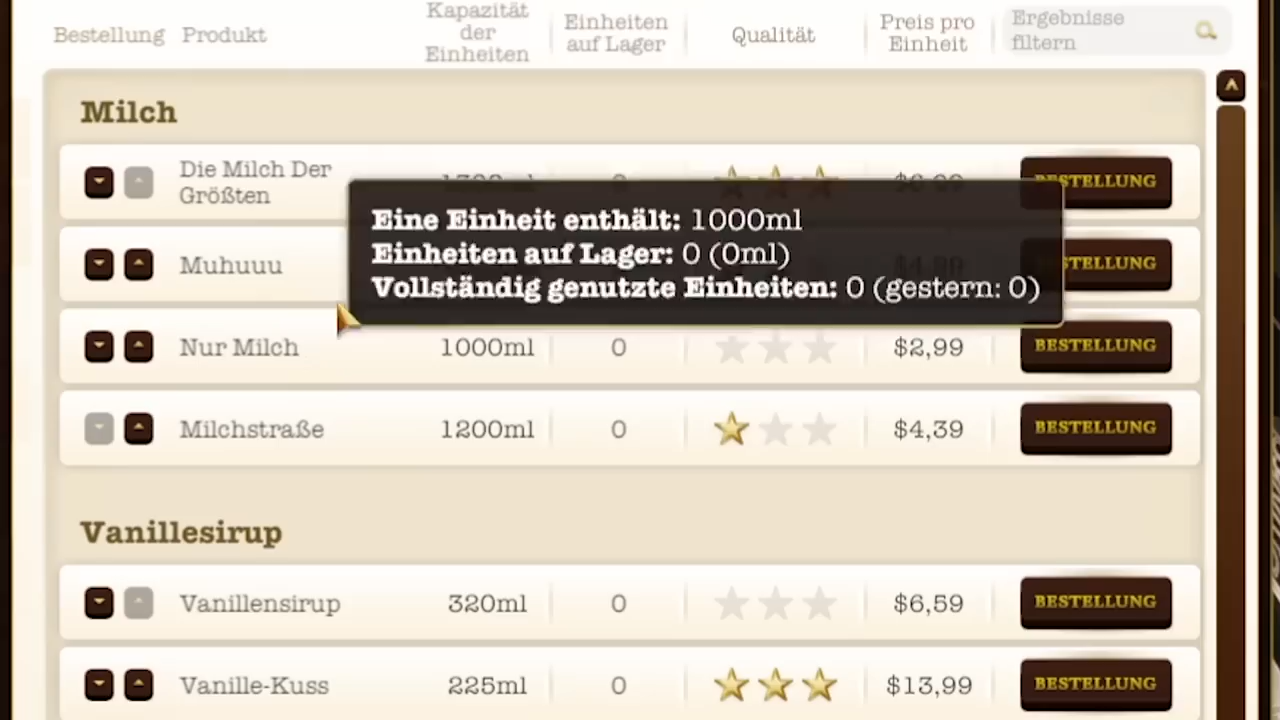 Bestellung Produkt Kapazität der Einheiten Einheiten auf Lager Qualität Preis pro Einheit Ergebnisse filtern
Milch
Die Milch Der Größten BESTELLUNG
Eine Einheit enthält: 1000ml
Einheiten auf Lager: 0 (0ml)
Vollständig genutzte Einheiten: 0 (gestern: 0)
Muhuuu BESTELLUNG
Nur Milch 1000ml 0 $2,99 BESTELLUNG
Milchstraße 1200ml 0 $4,39 BESTELLUNG
Vanillesirup
Vanillensirup 320ml 0 $6,59 BESTELLUNG
Vanille-Kuss 225ml 0 $13,99 BESTELLUNG